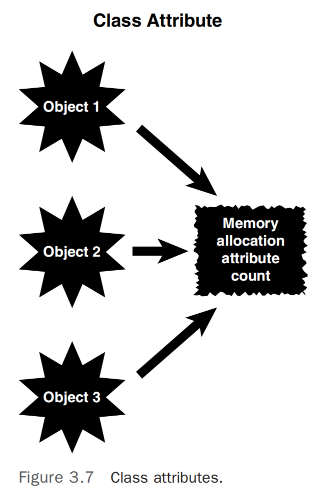 Class Attribute
Object 1
Memory
allocation
attribute
count
Object 2
Object 3
Figure 3.7 Class attributes.